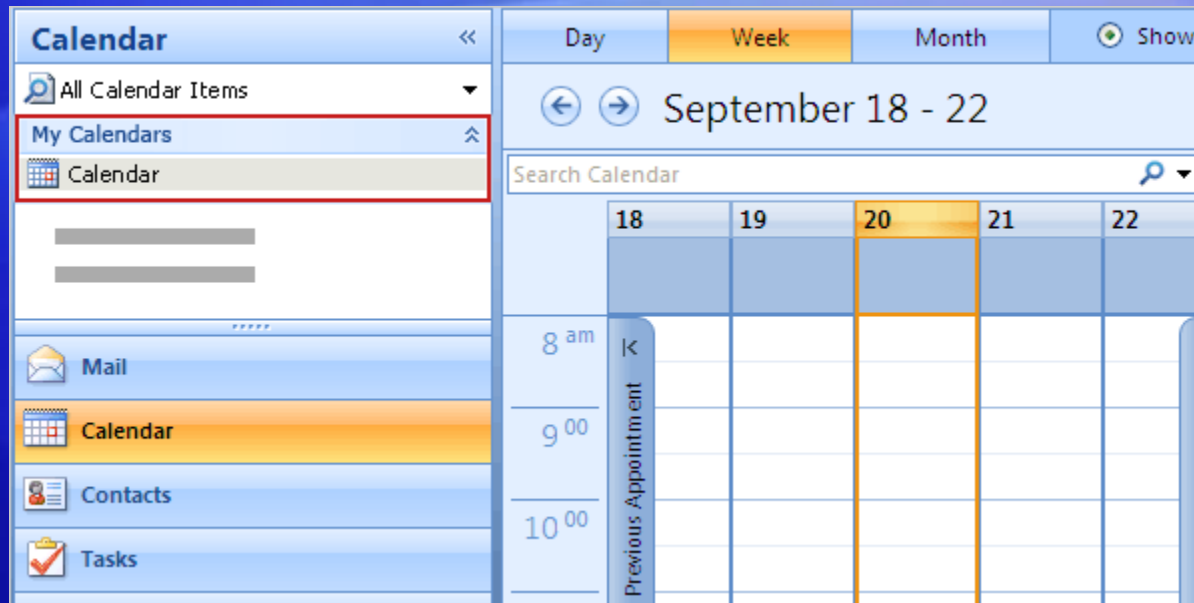 Calendar
All Calendar Items
My Calendars
Calendar
Mail
Calendar
Contacts
Tasks
Day Week Month Show
September 18 - 22
Search Calendar
18 19 20 21 22
8 am
9 00
10 00
Previous Appointment